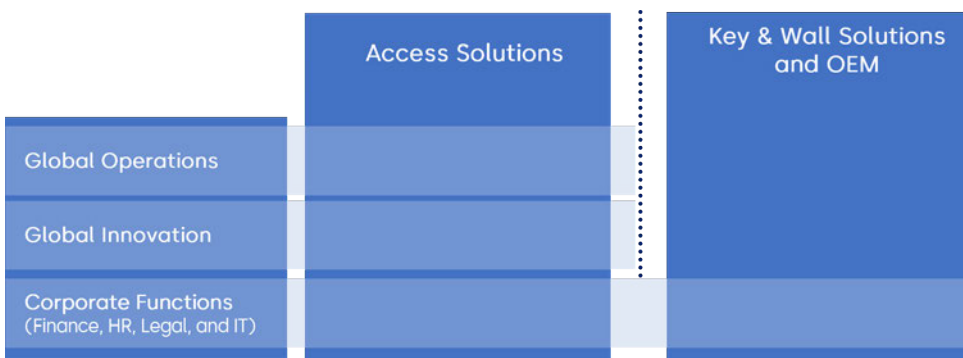 Access Solutions
Key & Wall Solutions
and OEM
Global Operations
Global Innovation
Corporate Functions
(Finance, HR, Legal, and IT)